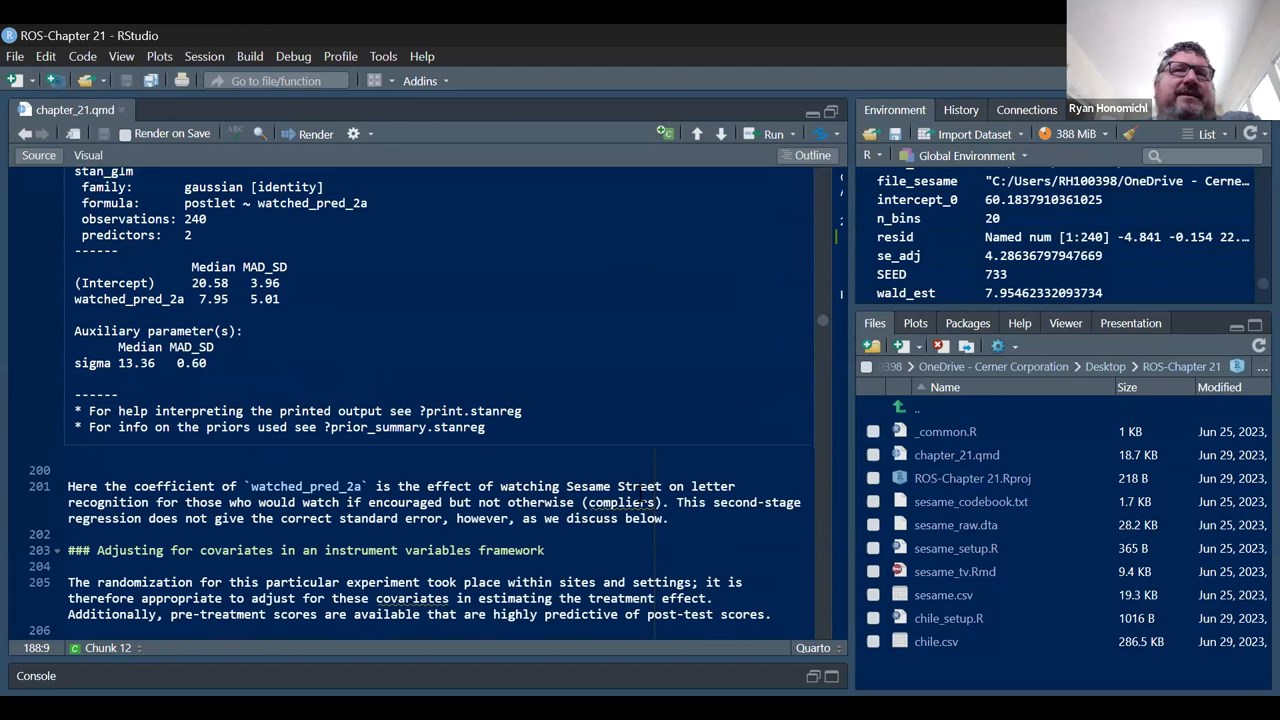 ROS-Chapter 21 - RStudio
File Edit Code View Plots Session Build Debug Profile Tools Help
Go to file/function Addins
Ryan Honomichl
chapter_21.qmd
Render on Save Render Run
Source Visual Outline
stan_glm
family: gaussian [identity]
formula: postlet ~ watched_pred_2a
observations: 240
predictors: 2
------
Median MAD_SD
(Intercept) 20.58 3.96
watched_pred_2a 7.95 5.01
Auxiliary parameter(s):
Median MAD_SD
sigma 13.36 0.60
------
* For help interpreting the printed output see ?print.stanreg
* For info on the priors used see ?prior_summary.stanreg
200
201 Here the coefficient of `watched_pred_2a` is the effect of watching Sesame Street on letter
recognition for those who would watch if encouraged but not otherwise (compliers). This second-stage
regression does not give the correct standard error, however, as we discuss below.
202
203 ### Adjusting for covariates in an instrument variables framework
204
205 The randomization for this particular experiment took place within sites and settings; it is
therefore appropriate to adjust for these covariates in estimating the treatment effect.
Additionally, pre-treatment scores are available that are highly predictive of post-test scores.
206
188:9 Chunk 12 Quarto
Console
Environment History Connections
Import Dataset 388 MiB List
R Global Environment
file_sesame "C:/Users/RH100398/OneDrive - Cerne…
intercept_0 60.1837910361025
n_bins 20
resid Named num [1:240] -4.841 -0.154 22.…
se_adj 4.28636797947669
SEED 733
wald_est 7.95462332093734
Files Plots Packages Help Viewer Presentation
0398 OneDrive - Cerner Corporation Desktop ROS-Chapter 21 ...
Name Size Modified
..
_common.R 1 KB Jun 25, 2023,
chapter_21.qmd 18.7 KB Jun 29, 2023,
ROS-Chapter 21.Rproj 218 B Jun 29, 2023,
sesame_codebook.txt 1.7 KB Jun 25, 2023,
sesame_raw.dta 28.2 KB Jun 25, 2023,
sesame_setup.R 365 B Jun 29, 2023,
sesame_tv.Rmd 9.4 KB Jun 29, 2023,
sesame.csv 19.3 KB Jun 29, 2023,
chile_setup.R 1016 B Jun 29, 2023,
chile.csv 286.5 KB Jun 29, 2023,